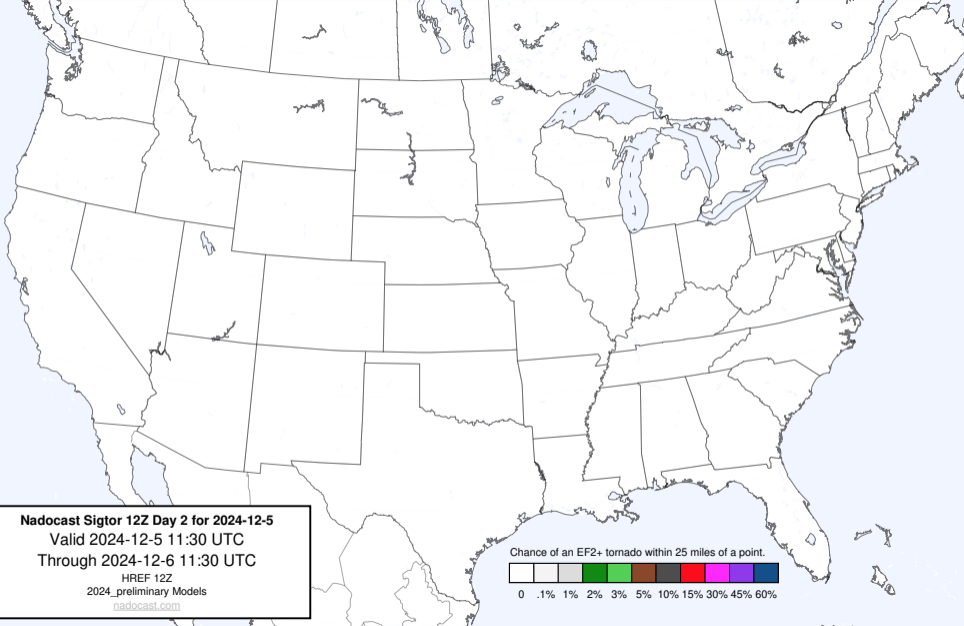 Nadocast Sigtor 12Z Day 2 for 2024-12-5
Valid 2024-12-5 11:30 UTC
Through 2024-12-6 11:30 UTC
HREF 12Z
2024_preliminary Models
nadocast.com
Chance of an EF2+ tornado within 25 miles of a point.
0 .1% 1% 2% 3% 5% 10% 15% 30% 45% 60%